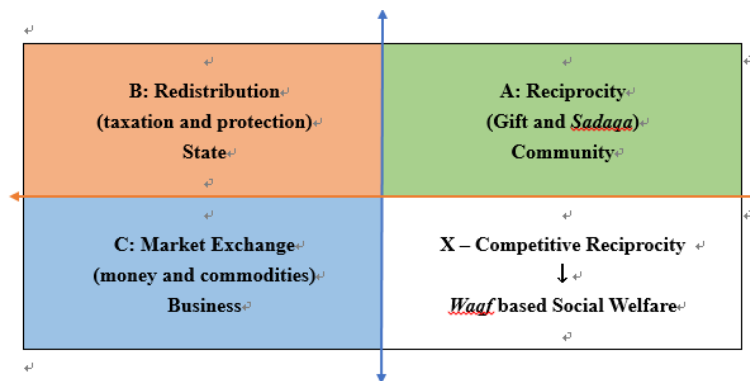 B: Redistribution
(taxation and protection)
State
A: Reciprocity
(Gift and Sadaqa)
Community
C: Market Exchange
(money and commodities)
Business
X – Competitive Reciprocity
↓
Waqf based Social Welfare